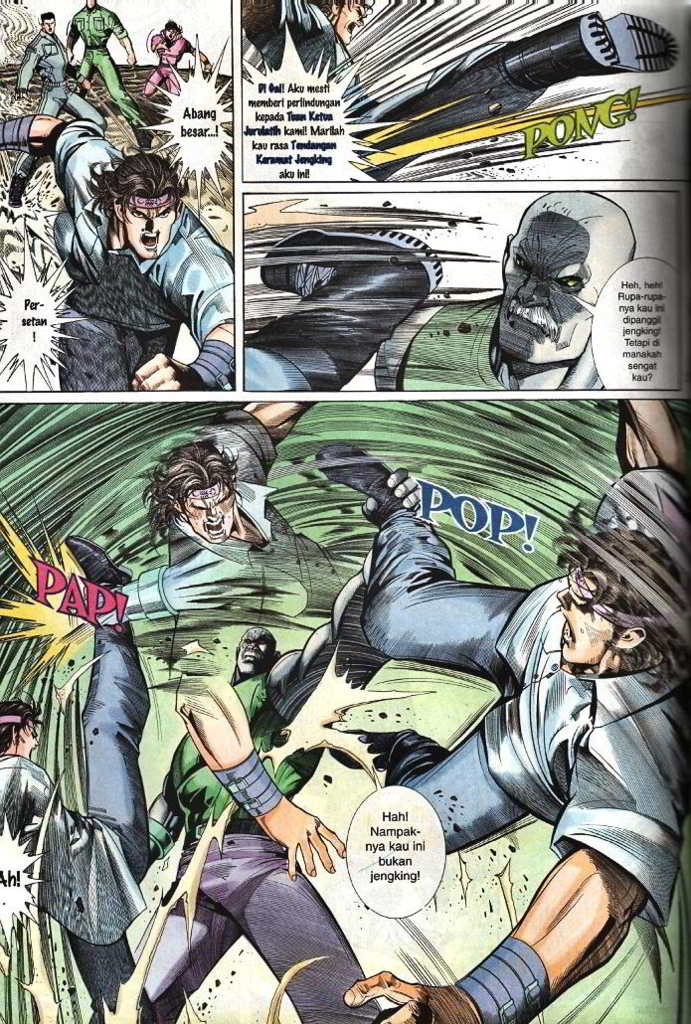 Abang
besar...!
Per-
setan
!
Di Gai! Aku mesti
memberi perlindungan
kepada Tuan Ketua
Jurulatih kami! Marilah
kau rasa Tendangan
Keramat Jengking
aku ini!
PONG!
Heh, heh!
Rupa-rupa-
nya kau ini
dipanggil
jengking!
Tetapi di
manakah
sengat
kau?
POP!
PAP!
Hah!
Nampak-
nya kau ini
bukan
jengking!
Ah!